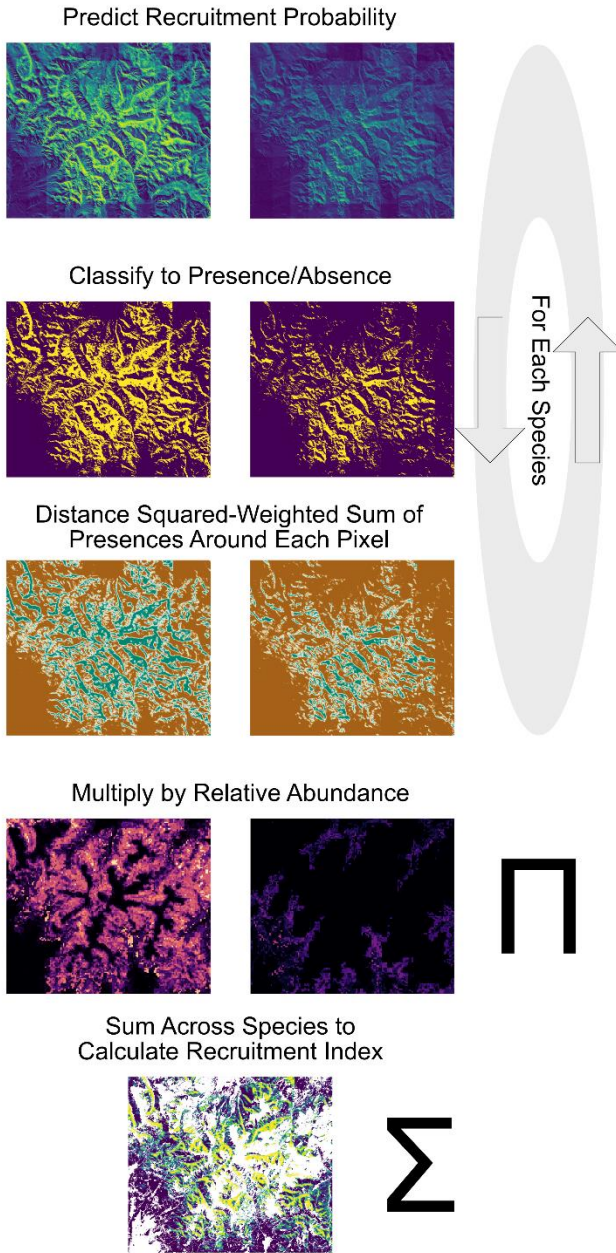 Predict Recruitment Probability
Classify to Presence/Absence
For Each Species
Distance Squared-Weighted Sum of
Presences Around Each Pixel
Multiply by Relative Abundance
Π
Sum Across Species to
Calculate Recruitment Index
Σ